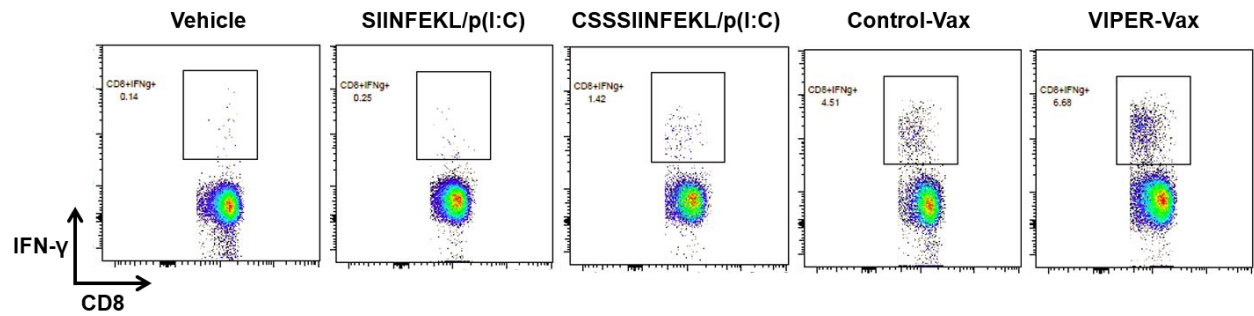 Vehicle
SIINFEKL/p(I:C)
CSSSIINFEKL/p(I:C)
Control-Vax
VIPER-Vax
CD8+IFNg+
0.14
CD8+IFNg+
0.25
CD8+IFNg+
1.42
CD8+IFNg+
4.51
CD8+IFNg+
6.68
IFN-γ
CD8